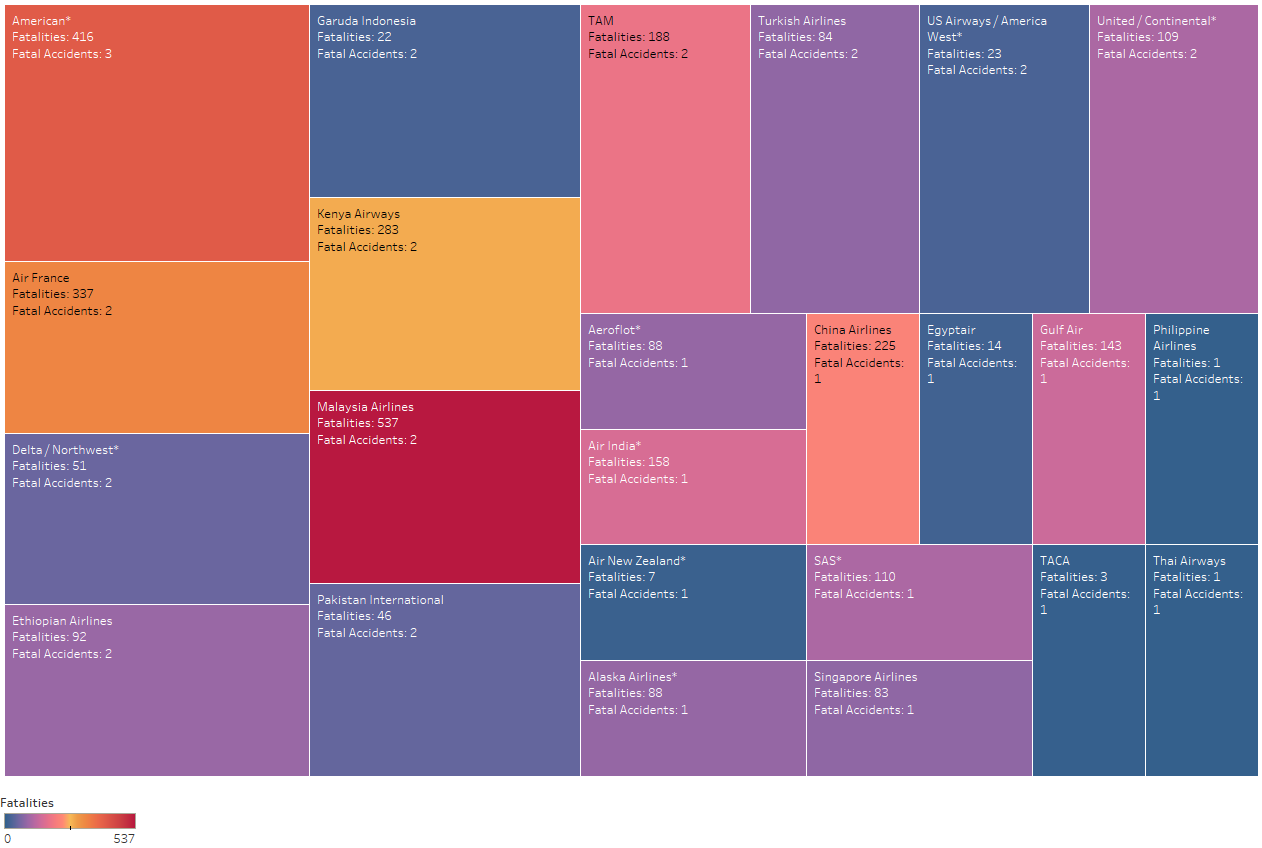 American*
Fatalities: 416
Fatal Accidents: 3
Air France
Fatalities: 337
Fatal Accidents: 2
Delta / Northwest*
Fatalities: 51
Fatal Accidents: 2
Ethiopian Airlines
Fatalities: 92
Fatal Accidents: 2
Garuda Indonesia
Fatalities: 22
Fatal Accidents: 2
Kenya Airways
Fatalities: 283
Fatal Accidents: 2
Malaysia Airlines
Fatalities: 537
Fatal Accidents: 2
Pakistan International
Fatalities: 46
Fatal Accidents: 2
TAM
Fatalities: 188
Fatal Accidents: 2
Turkish Airlines
Fatalities: 84
Fatal Accidents: 2
US Airways / America
West*
Fatalities: 23
Fatal Accidents: 2
United / Continental*
Fatalities: 109
Fatal Accidents: 2
Aeroflot*
Fatalities: 88
Fatal Accidents: 1
Air India*
Fatalities: 158
Fatal Accidents: 1
Air New Zealand*
Fatalities: 7
Fatal Accidents: 1
Alaska Airlines*
Fatalities: 88
Fatal Accidents: 1
China Airlines
Fatalities: 225
Fatal Accidents:
1
Egyptair
Fatalities: 14
Fatal Accidents:
1
Gulf Air
Fatalities: 143
Fatal Accidents:
1
Philippine
Airlines
Fatalities: 1
Fatal Accidents:
1
SAS*
Fatalities: 110
Fatal Accidents: 1
Singapore Airlines
Fatalities: 83
Fatal Accidents: 1
TACA
Fatalities: 3
Fatal Accidents:
1
Thai Airways
Fatalities: 1
Fatal Accidents:
1
Fatalities
0 537